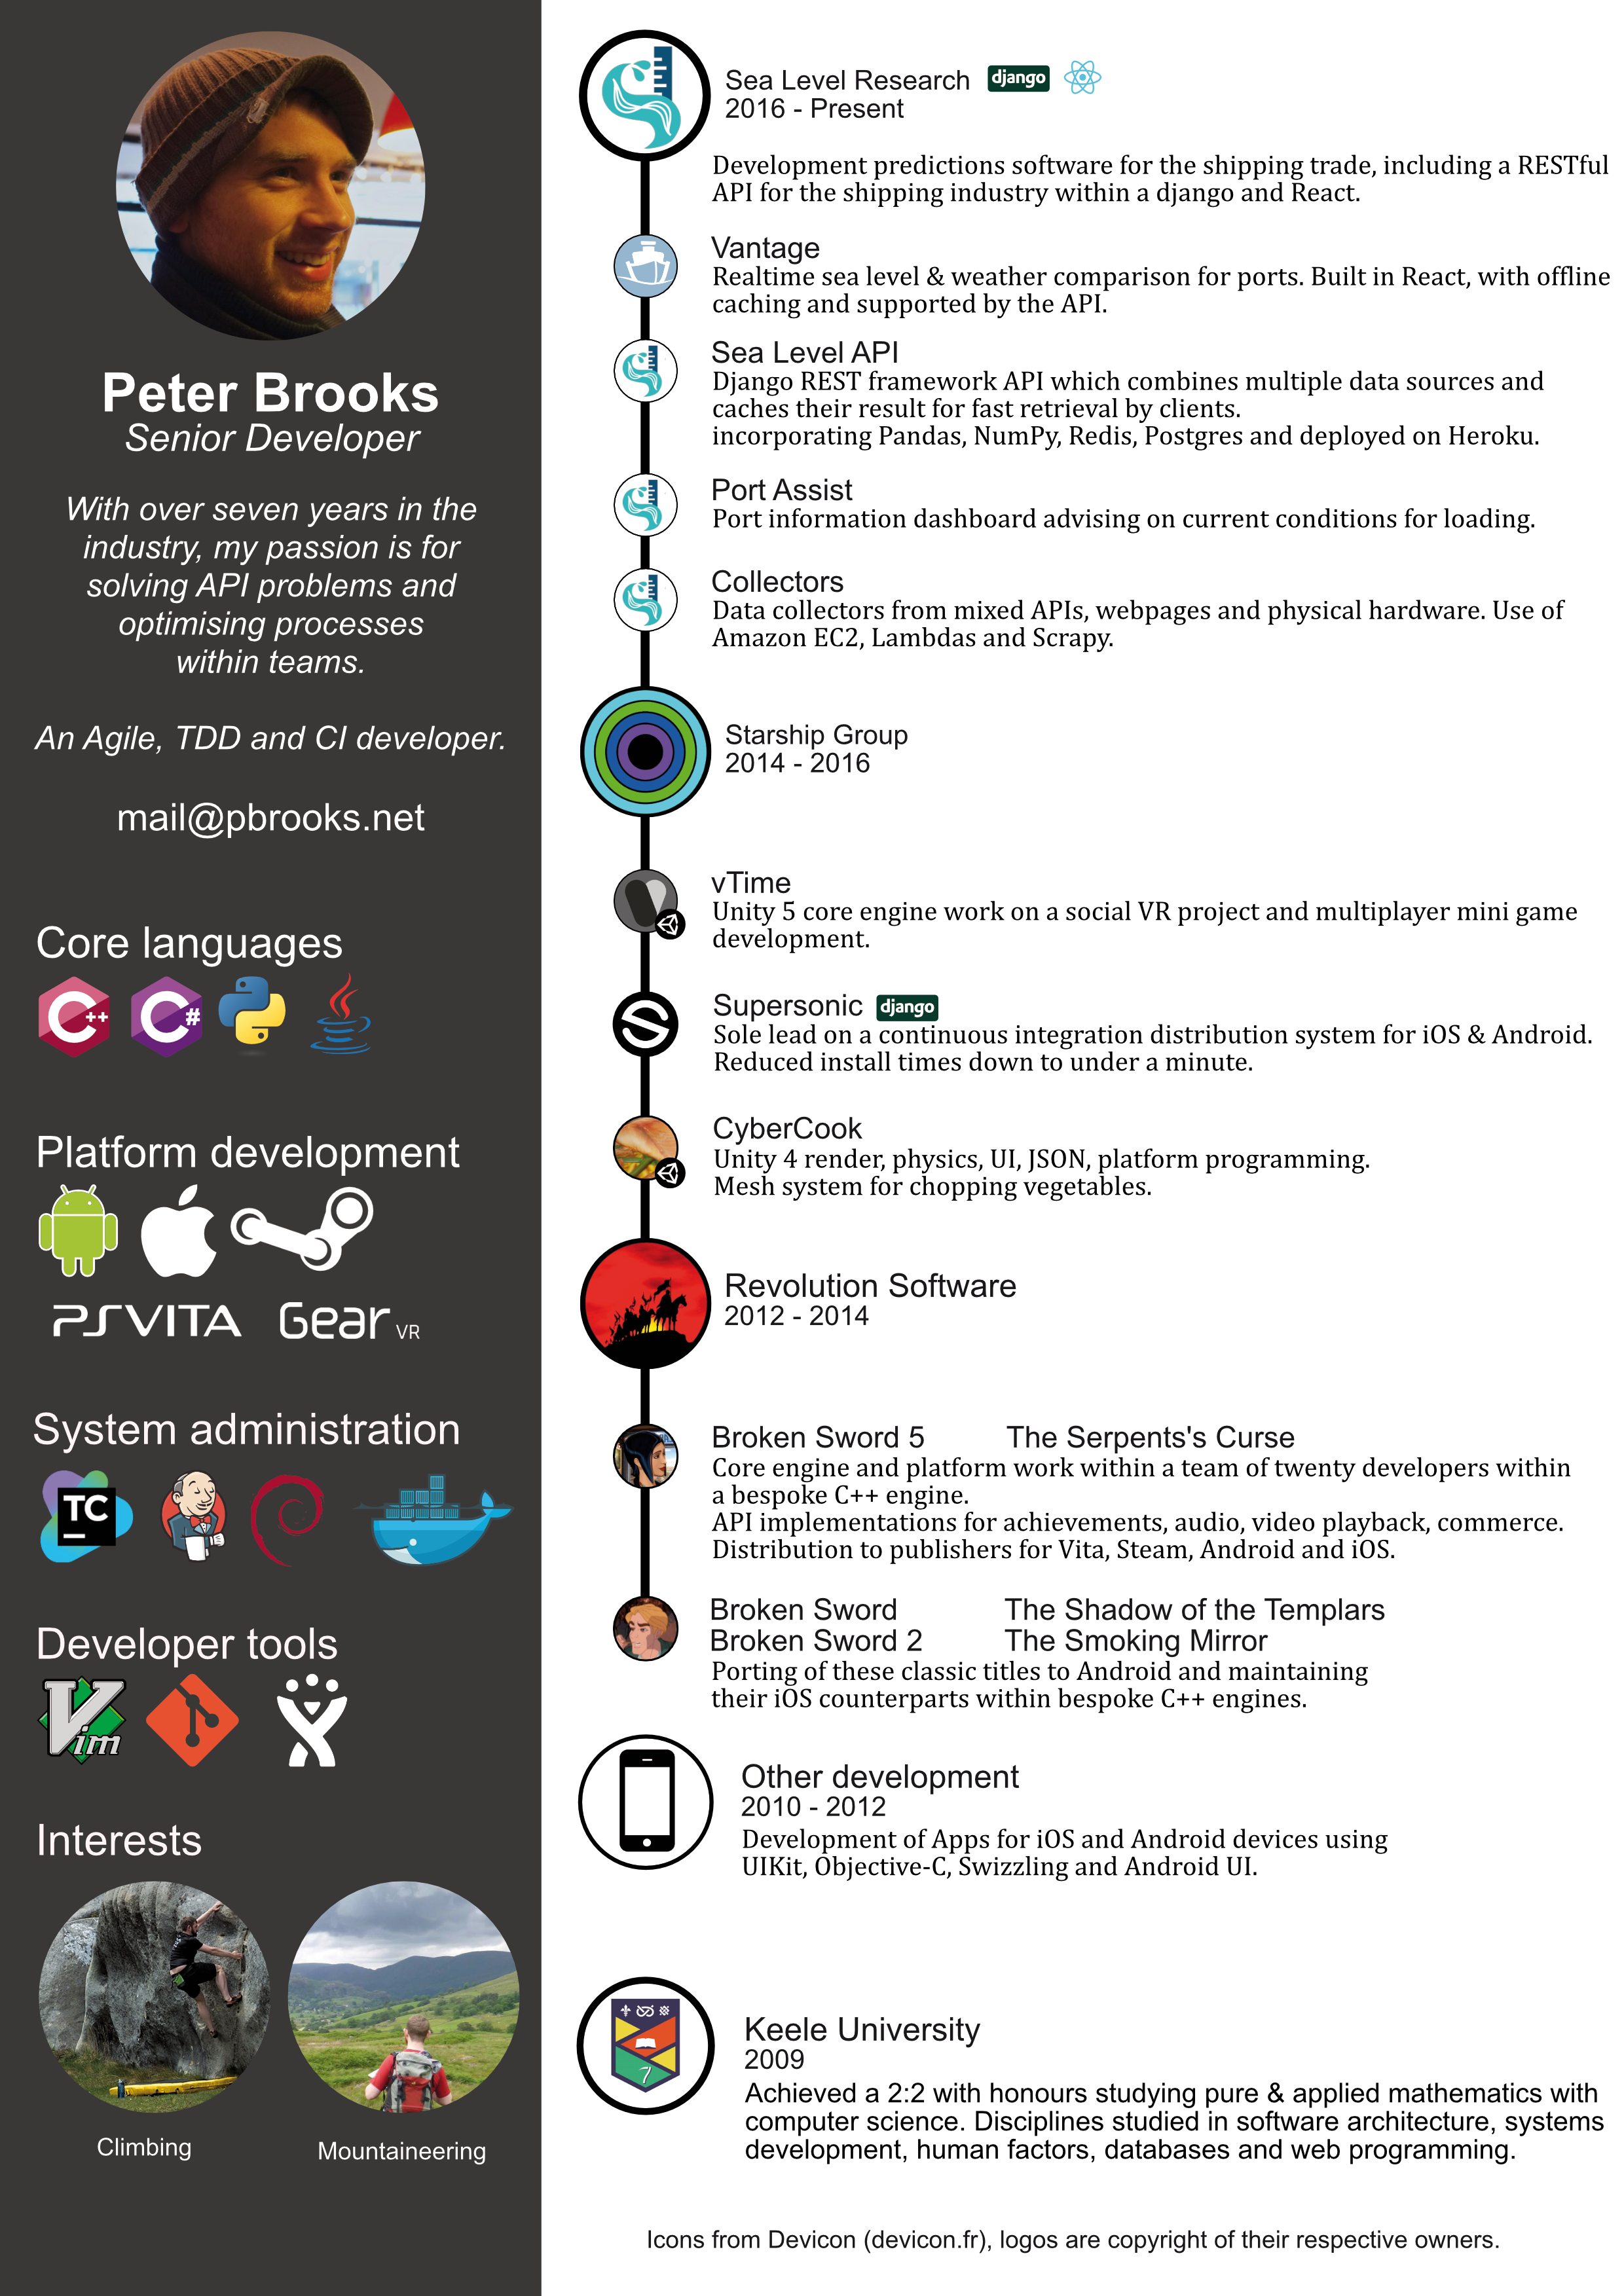 Peter Brooks
Senior Developer
With over seven years in the
industry, my passion is for
solving API problems and
optimising processes
within teams.
An Agile, TDD and CI developer.
mail@pbrooks.net
Core languages
C++
C#
Platform development
PSVITA
Gear VR
System administration
TC
Developer tools
Vim
Interests
Climbing
Mountaineering
Sea Level Research django
2016 - Present
Development predictions software for the shipping trade, including a RESTful
API for the shipping industry within a django and React.
Vantage
Realtime sea level & weather comparison for ports. Built in React, with offline
caching and supported by the API.
Sea Level API
Django REST framework API which combines multiple data sources and
caches their result for fast retrieval by clients.
incorporating Pandas, NumPy, Redis, Postgres and deployed on Heroku.
Port Assist
Port information dashboard advising on current conditions for loading.
Collectors
Data collectors from mixed APIs, webpages and physical hardware. Use of
Amazon EC2, Lambdas and Scrapy.
Starship Group
2014 - 2016
vTime
Unity 5 core engine work on a social VR project and multiplayer mini game
development.
Supersonic django
Sole lead on a continuous integration distribution system for iOS & Android.
Reduced install times down to under a minute.
CyberCook
Unity 4 render, physics, UI, JSON, platform programming.
Mesh system for chopping vegetables.
Revolution Software
2012 - 2014
Broken Sword 5 The Serpents's Curse
Core engine and platform work within a team of twenty developers within
a bespoke C++ engine.
API implementations for achievements, audio, video playback, commerce.
Distribution to publishers for Vita, Steam, Android and iOS.
Broken Sword The Shadow of the Templars
Broken Sword 2 The Smoking Mirror
Porting of these classic titles to Android and maintaining
their iOS counterparts within bespoke C++ engines.
Other development
2010 - 2012
Development of Apps for iOS and Android devices using
UIKit, Objective-C, Swizzling and Android UI.
Keele University
2009
Achieved a 2:2 with honours studying pure & applied mathematics with
computer science. Disciplines studied in software architecture, systems
development, human factors, databases and web programming.
Icons from Devicon (devicon.fr), logos are copyright of their respective owners.